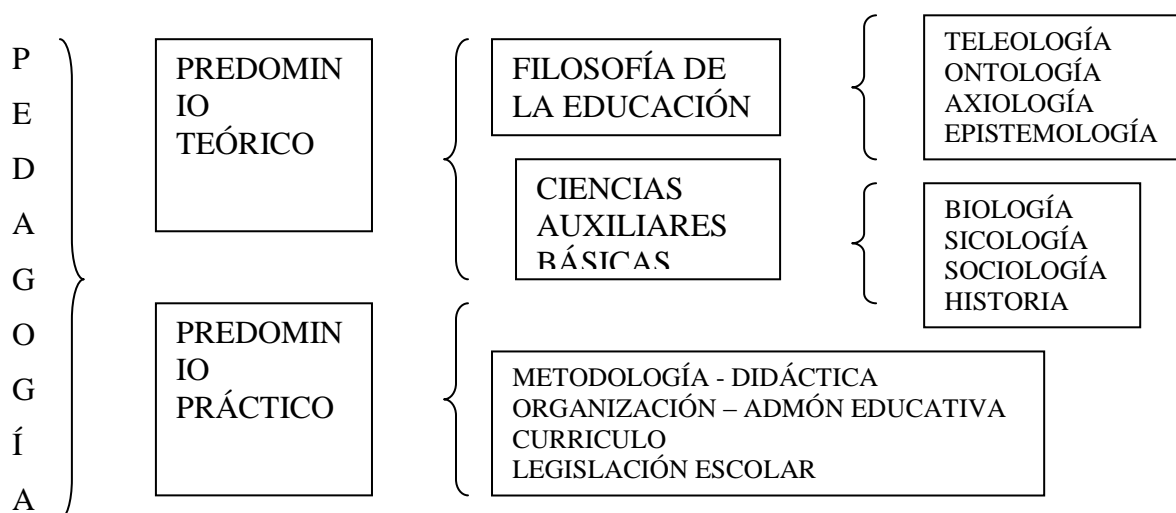 P
E
D
A
G
O
G
Í
A
PREDOMIN
IO
TEÓRICO
FILOSOFÍA DE
LA EDUCACIÓN
TELEOLOGÍA
ONTOLOGÍA
AXIOLOGÍA
EPISTEMOLOGÍA
CIENCIAS
AUXILIARES
BÁSICAS
BIOLOGÍA
SICOLOGÍA
SOCIOLOGÍA
HISTORIA
PREDOMIN
IO
PRÁCTICO
METODOLOGÍA - DIDÁCTICA
ORGANIZACIÓN – ADMÓN EDUCATIVA
CURRICULO
LEGISLACIÓN ESCOLAR